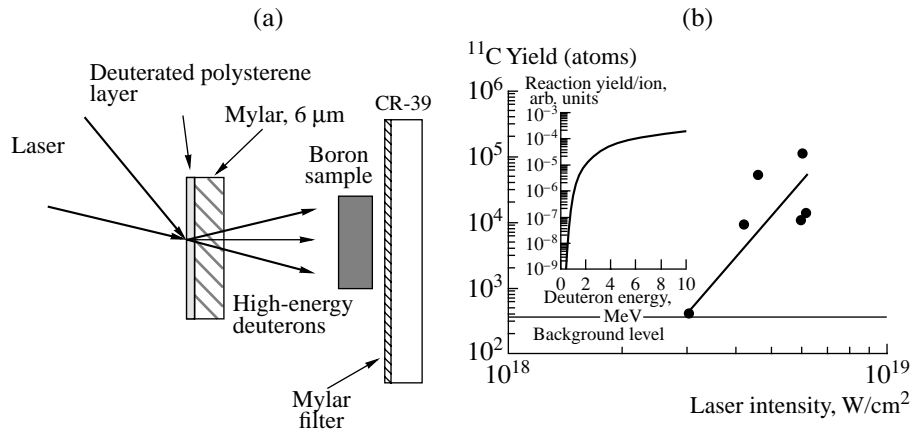 (a)
Deuterated polysterene
layer
Mylar, 6 µm
CR-39
Laser
Boron
sample
High-energy
deuterons
Mylar
filter
(b)
¹¹C Yield (atoms)
10⁶
10⁵
10⁴
10³
10²
10¹⁸
10¹⁹
Laser intensity, W/cm²
Background level
Reaction yield/ion,
arb. units
10⁻³
10⁻⁴
10⁻⁵
10⁻⁶
10⁻⁷
10⁻⁸
10⁻⁹
0 2 4 6 8 10
Deuteron energy,
MeV